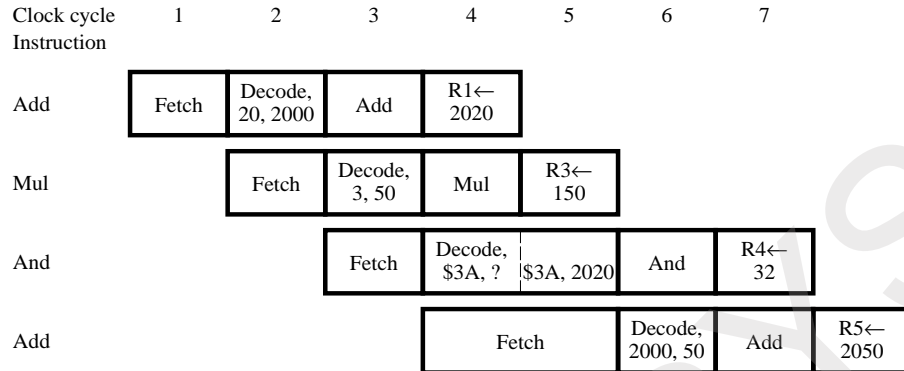 Clock cycle 1 2 3 4 5 6 7
Instruction
Add Fetch Decode, 20, 2000 Add R1← 2020
Mul Fetch Decode, 3, 50 Mul R3← 150
And Fetch Decode, $3A, ? $3A, 2020 And R4← 32
Add Fetch Decode, 2000, 50 Add R5← 2050